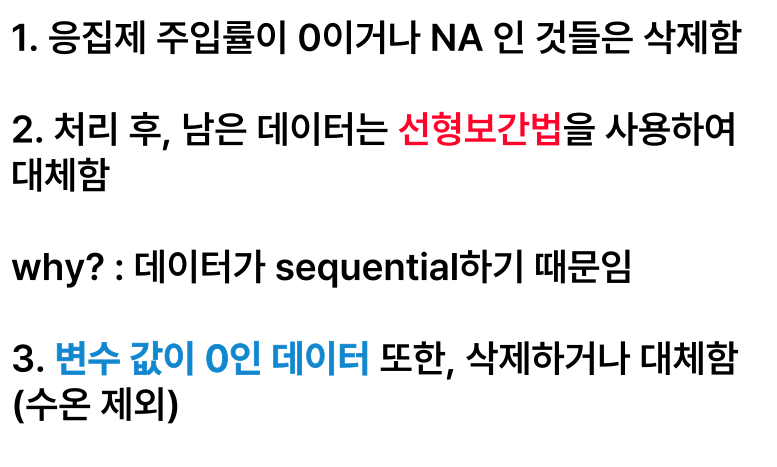 1. 응집제 주입률이 0이거나 NA 인 것들은 삭제함
2. 처리 후, 남은 데이터는 선형보간법을 사용하여
대체함
why? : 데이터가 sequential하기 때문임
3. 변수 값이 0인 데이터 또한, 삭제하거나 대체함
(수온 제외)